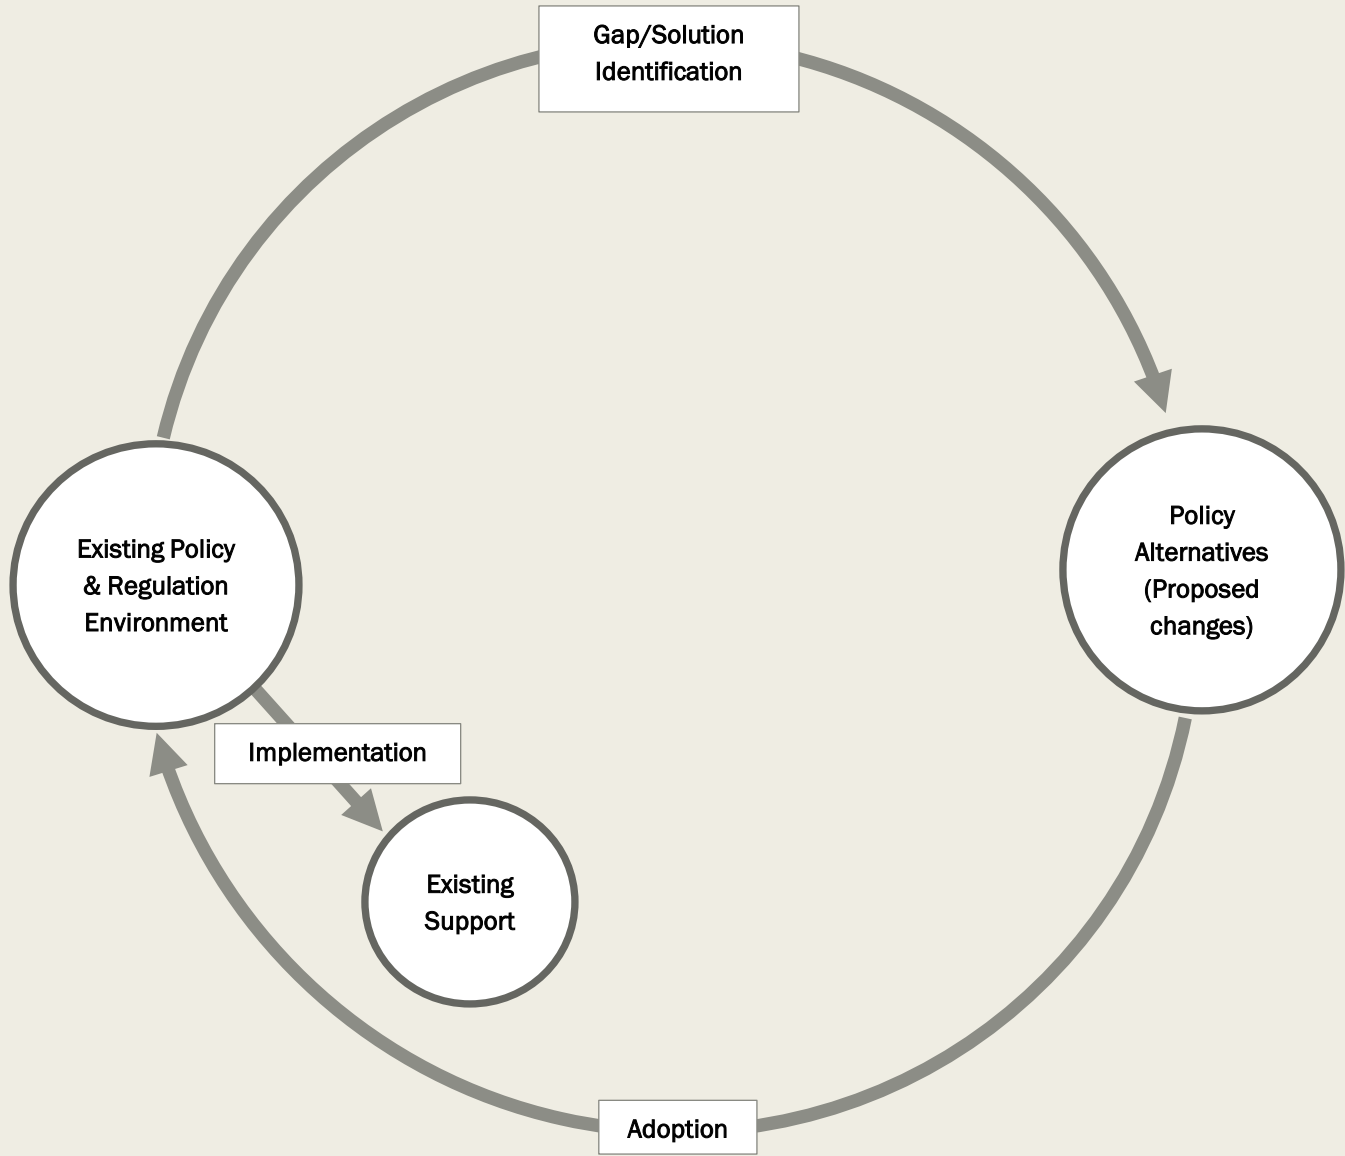 Gap/Solution
Identification
Existing Policy
& Regulation
Environment
Policy
Alternatives
(Proposed
changes)
Implementation
Existing
Support
Adoption